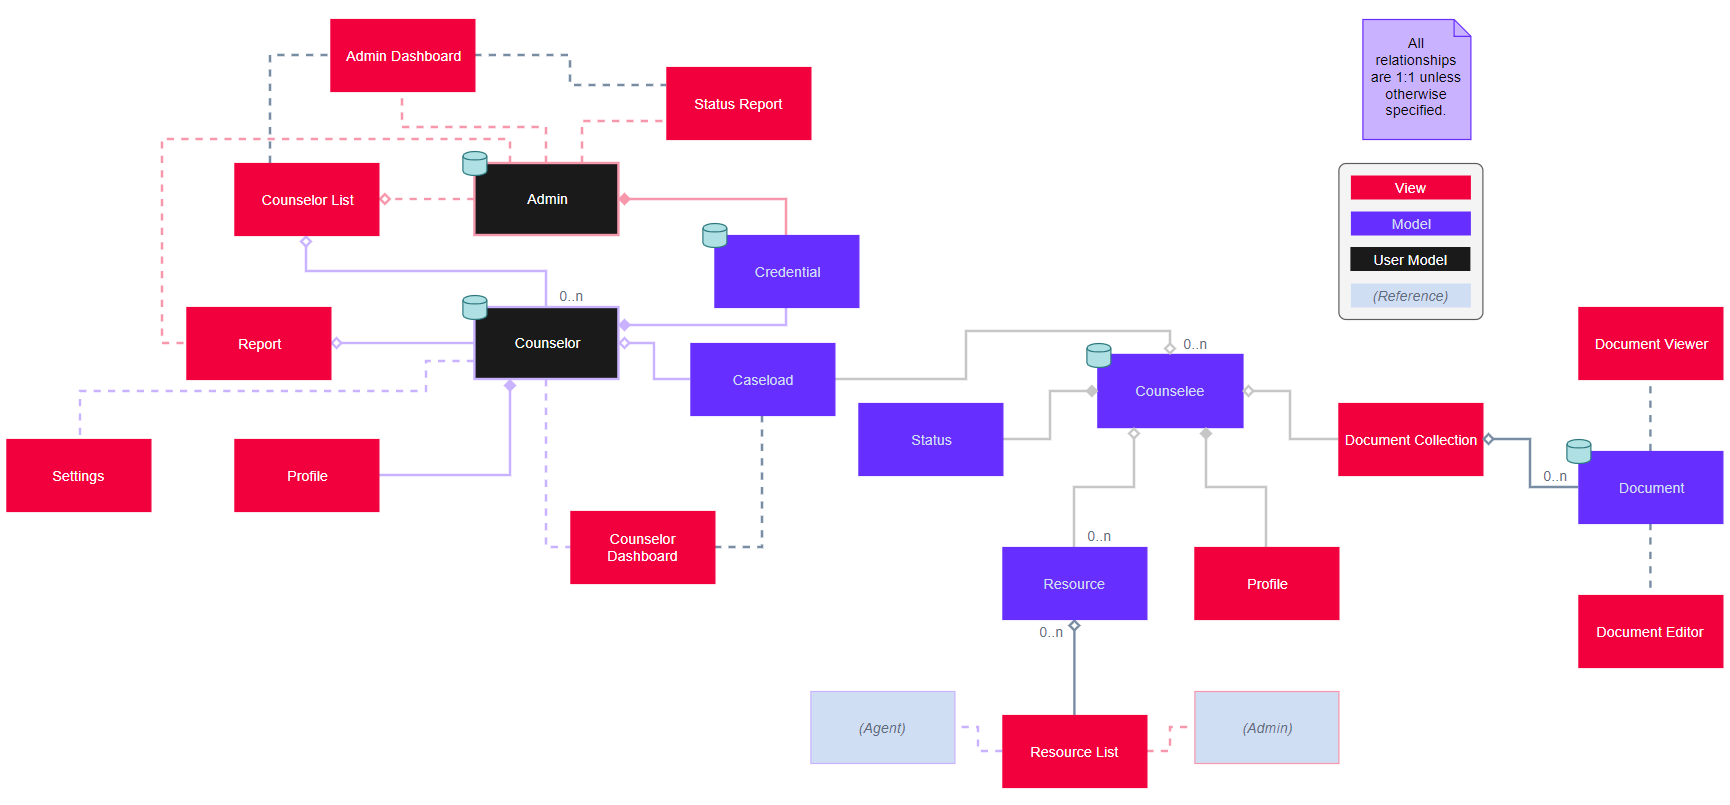 Admin Dashboard
Status Report
All
relationships
are 1:1 unless
otherwise
specified.
Counselor List
Admin
View
Model
User Model
(Reference)
Credential
0..n
Report
Counselor
Caseload
0..n
Counselee
Document Viewer
Status
Document Collection
Settings
Profile
0..n
Document
Counselor
Dashboard
0..n
Resource
Profile
0..n
Document Editor
(Agent)
Resource List
(Admin)